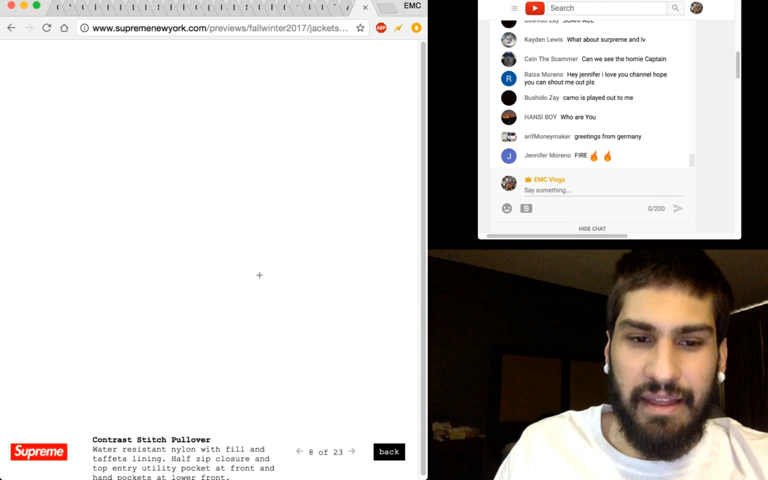 EMC
www.supremenewyork.com/previews/fallwinter2017/jackets...
ABP
Search
Kayden Lewis What about surpreme and lv
Cain The Scammer Can we see the homie Captain
Raiza Moreno Hey jennifer i love you channel hope
you can shout me out pls
Bushido Zay camo is played out to me
HANSI BOY Who are You
arifMoneymaker greetings from germany
Jennifer Moreno FIRE 🔥 🔥
EMC Vlogs
Say something...
0/200
HIDE CHAT
Supreme
Contrast Stitch Pullover
Water resistant nylon with fill and
taffeta lining. Half zip closure and
top entry utility pocket at front and
hand pockets at lower front.
8 of 23
back